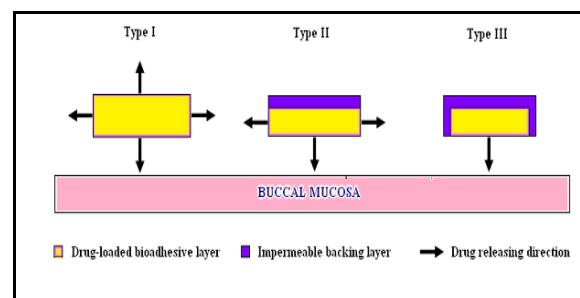 Type I Type II Type III
BUCCAL MUCOSA
Drug-loaded bioadhesive layer Impermeable backing layer Drug releasing direction